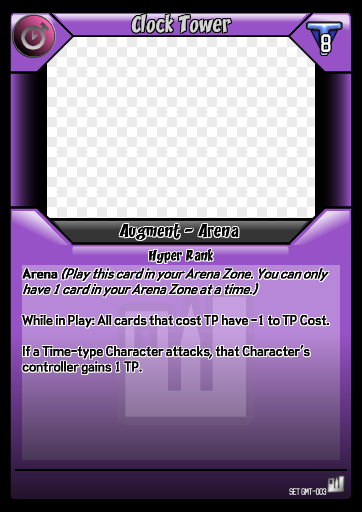 Clock Tower
8
Augment - Arena
Hyper Rank
Arena (Play this card in your Arena Zone. You can only
have 1 card in your Arena Zone at a time.)
While in Play: All cards that cost TP have -1 to TP Cost.
If a Time-type Character attacks, that Character's
controller gains 1 TP.
SET GMT-003